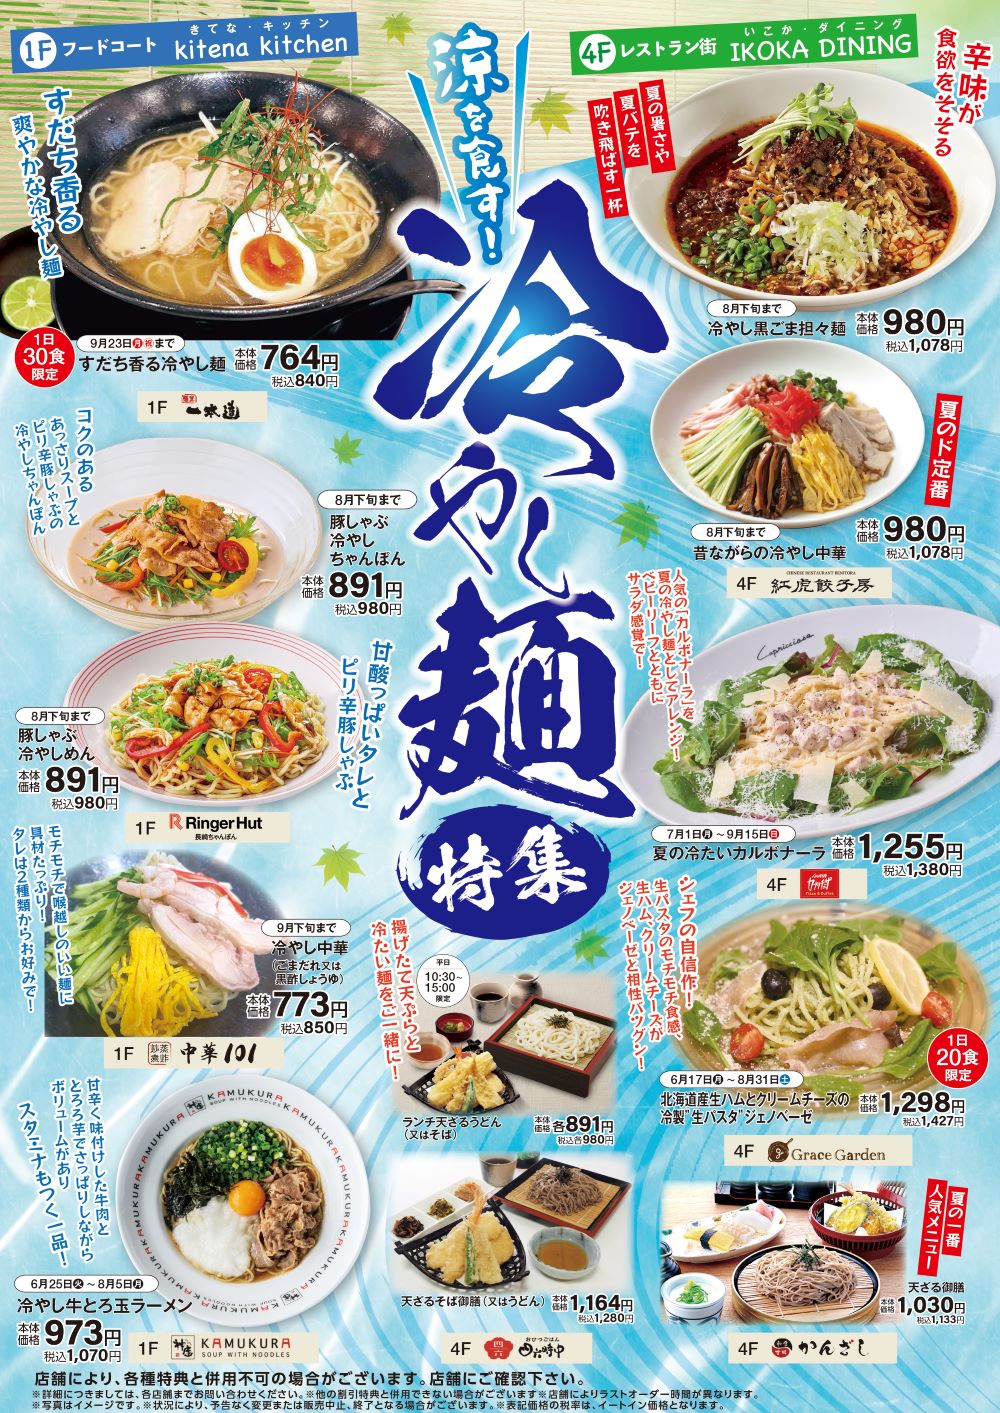 1F フードコート
きてな・キッチン
kitena kitchen
涼を食す!
冷やし麺
特集
4F レストラン街
いこか・ダイニング
IKOKA DINING
すだち香る
爽やかな冷やし麺
1日
30食
限定
9月23日月祝まで
すだち香る冷やし麺
本体価格 764円
税込840円
1F 一水道
コクのある
あっさりスープと
ピリ辛豚しゃぶの
冷やしちゃんぽん
8月下旬まで
豚しゃぶ
冷やし
ちゃんぽん
本体価格 891円
税込980円
甘酸っぱいタレと
ピリ辛豚しゃぶ
8月下旬まで
豚しゃぶ
冷やしめん
本体価格 891円
税込980円
1F RingerHut
長崎ちゃんぽん
モチモチで喉越しのいい麺に
具材たっぷり!
タレは2種類からお好みで!
9月下旬まで
冷やし中華
(ごまだれ又は
黒酢しょうゆ)
本体価格 773円
税込850円
1F 中華101
甘辛く味付けした牛肉と
とろろ芋でさっぱりしながら
ボリュームがあり
スタミナもつく一品!
KAMUKURA
SOUP WITH NOODLES
6月25日火～8月5日月
冷やし牛とろ玉ラーメン
本体価格 973円
税込1,070円
1F 神座 KAMUKURA
SOUP WITH NOODLES
辛味が
食欲をそそる
夏の暑さや
夏バテを
吹き飛ばす一杯
8月下旬まで
冷やし黒ごま担々麺
本体価格 980円
税込1,078円
夏のド定番
8月下旬まで
昔ながらの冷やし中華
本体価格 980円
税込1,078円
4F CHINESE RESTAURANT BENITORA
紅虎餃子房
人気の「カルボナーラ」を
夏の冷やし麺としてアレンジ!
ベビーリーフとともに
サラダ感覚で!
Capricciosa
7月1日月～9月15日日
夏の冷たいカルボナーラ
本体価格 1,255円
税込1,380円
4F
シェフの自信作!
生パスタのモチモチ食感、
生ハム、クリームチーズが
ジェノベーゼと相性バツグン!
1日
20食
限定
6月17日月～8月31日土
北海道産生ハムとクリームチーズの
冷製"生パスタ"ジェノベーゼ
本体価格 1,298円
税込1,427円
4F Grace Garden
揚げたて天ぷらと
冷たい麺をご一緒に!
平日
10:30～
15:00
限定
ランチ天ざるうどん
(又はそば)
本体価格 各891円
税込各980円
天ざるそば御膳(又はうどん)
本体価格 1,164円
税込1,280円
4F おひつごはん
四六時中
夏の一番
人気メニュー
天ざる御膳
本体価格 1,030円
税込1,133円
4F かんざし
店舗により、各種特典と併用不可の場合がございます。店舗にご確認下さい。
※詳細につきましては、各店舗までお問い合わせください。※他の割引特典と併用できない場合がございます※店舗によりラストオーダー時間が異なります。
※写真はイメージです。※状況により、予告なく変更または販売中止、終了となる場合がございます。※表記価格の税率は、イートイン価格となります。